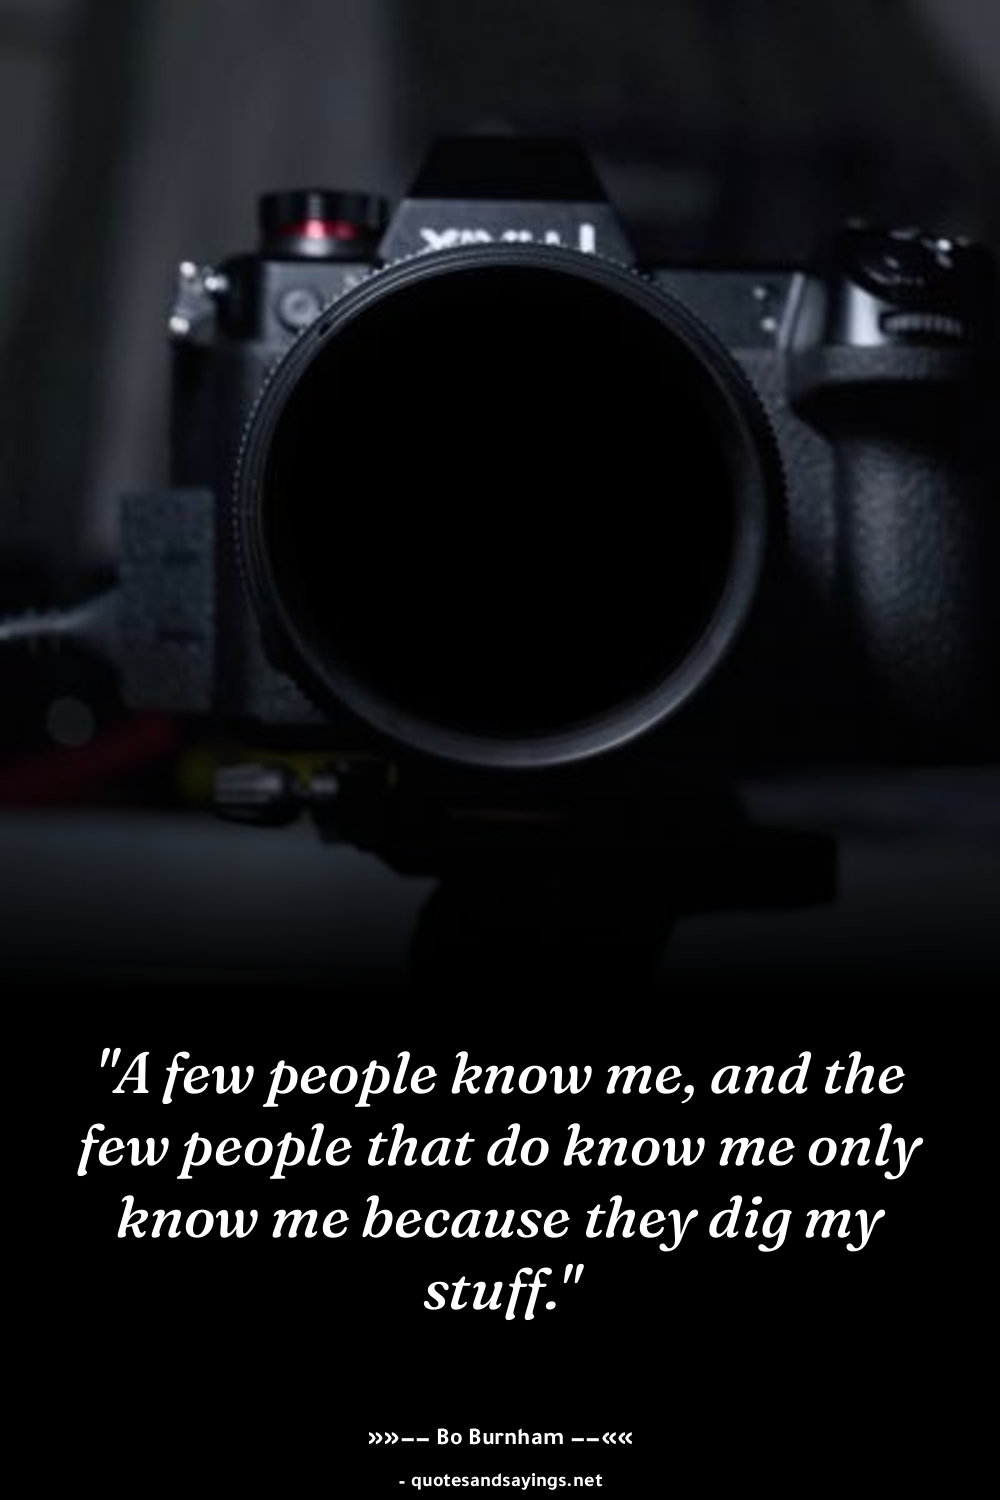 "A few people know me, and the
few people that do know me only
know me because they dig my
stuff."
»»–– Bo Burnham ––««
- quotesandsayings.net